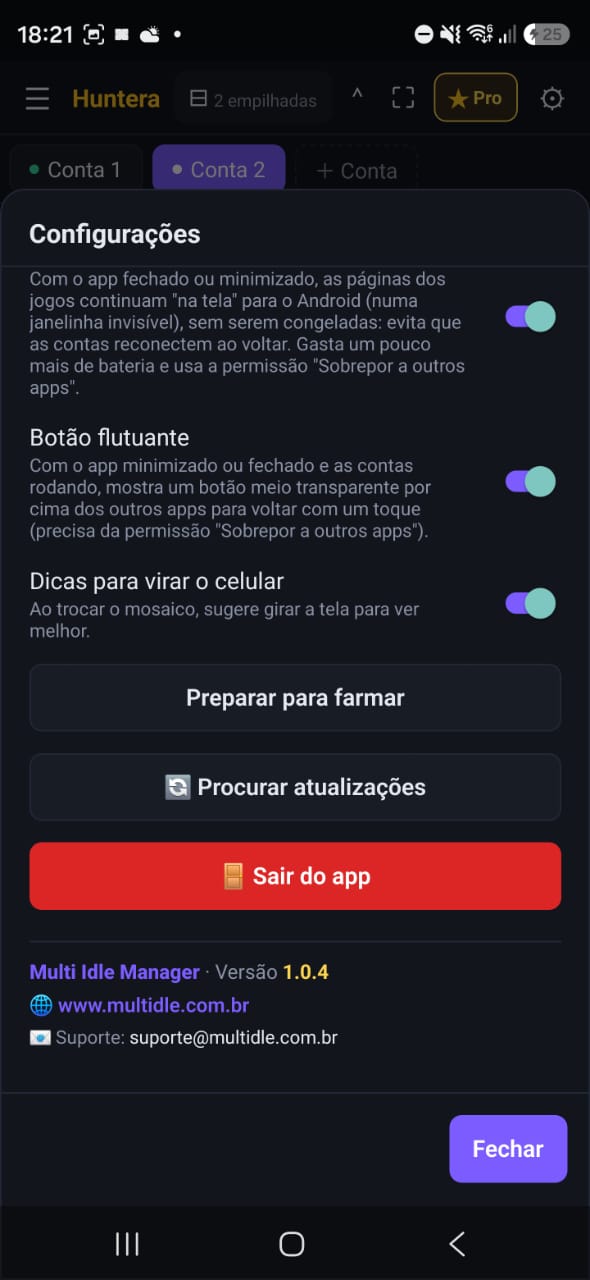 18:21
25
Huntera
2 empilhadas
Pro
Conta 1
Conta 2
+ Conta
Configurações
Com o app fechado ou minimizado, as páginas dos
jogos continuam "na tela" para o Android (numa
janelinha invisível), sem serem congeladas: evita que
as contas reconectem ao voltar. Gasta um pouco
mais de bateria e usa a permissão "Sobrepor a outros
apps".
Botão flutuante
Com o app minimizado ou fechado e as contas
rodando, mostra um botão meio transparente por
cima dos outros apps para voltar com um toque
(precisa da permissão "Sobrepor a outros apps").
Dicas para virar o celular
Ao trocar o mosaico, sugere girar a tela para ver
melhor.
Preparar para farmar
Procurar atualizações
Sair do app
Multi Idle Manager · Versão 1.0.4
www.multidle.com.br
Suporte: suporte@multidle.com.br
Fechar